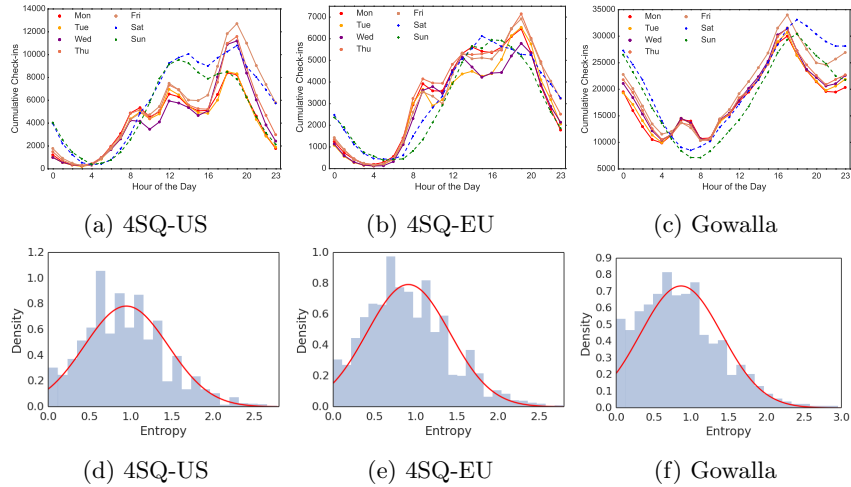 Mon Fri
Tue Sat
Wed Sun
Thu
14000
12000
10000
8000
6000
4000
2000
0
0 4 8 12 16 20 23
Cumulative Check-ins
Hour of the Day
(a) 4SQ-US
Mon Fri
Tue Sat
Wed Sun
Thu
7000
6000
5000
4000
3000
2000
1000
0
0 4 8 12 16 20 23
Cumulative Check-ins
Hour of the Day
(b) 4SQ-EU
Mon Fri
Tue Sat
Wed Sun
Thu
35000
30000
25000
20000
15000
10000
5000
0 4 8 12 16 20 23
Cumulative Check-ins
Hour of the Day
(c) Gowalla
1.2
1.0
0.8
0.6
0.4
0.2
0.0
0.0 0.5 1.0 1.5 2.0 2.5
Density
Entropy
(d) 4SQ-US
1.0
0.8
0.6
0.4
0.2
0.0
0.0 0.5 1.0 1.5 2.0 2.5
Density
Entropy
(e) 4SQ-EU
0.9
0.8
0.7
0.6
0.5
0.4
0.3
0.2
0.1
0.0
0.0 0.5 1.0 1.5 2.0 2.5 3.0
Density
Entropy
(f) Gowalla